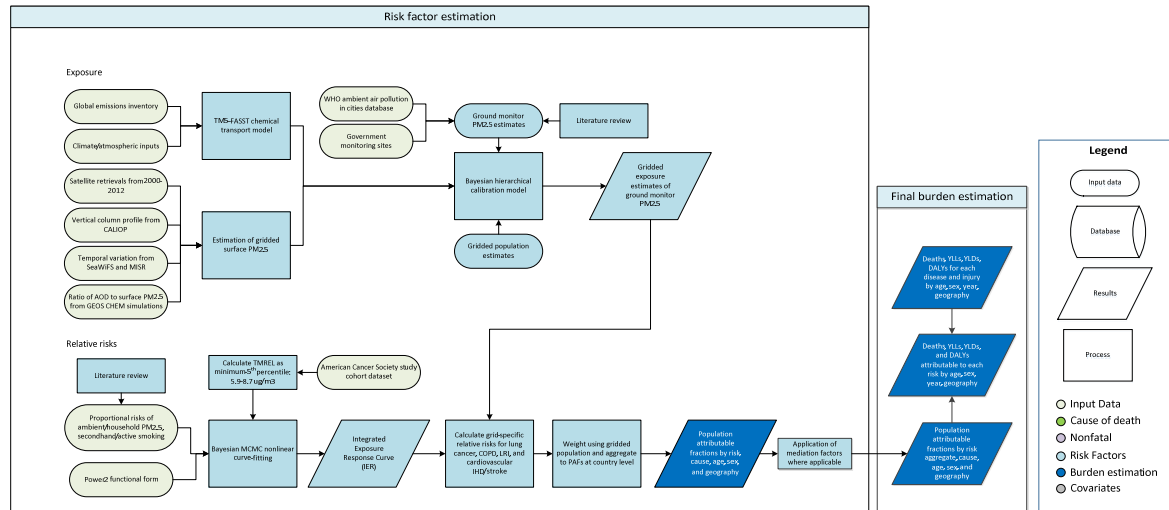 Risk factor estimation
Exposure
Global emissions inventory
Climate/atmospheric inputs
TM5-FASST chemical
transport model
Satellite retrievals from 2000-
2012
Vertical column profile from
CALIOP
Temporal variation from
SeaWiFS and MISR
Ratio of AOD to surface PM2.5
from GEOS CHEM simulations
Estimation of gridded
surface PM2.5
WHO ambient air pollution
in cities database
Government
monitoring sites
Ground monitor
PM2.5 estimates
Literature review
Bayesian hierarchical
calibration model
Gridded population
estimates
Gridded
exposure
estimates of
ground monitor
PM2.5
Relative risks
Literature review
Proportional risks of
ambient/household PM2.5,
secondhand/active smoking
Power2 functional form
Calculate TMREL as
minimum-5th percentile:
5.9-8.7 ug/m3
American Cancer Society study
cohort dataset
Bayesian MCMC nonlinear
curve-fitting
Integrated
Exposure
Response Curve
(IER)
Calculate grid-specific
relative risks for lung
cancer, COPD, LRI, and
cardiovascular
IHD/stroke
Weight using gridded
population and aggregate
to PAFs at country level
Population
attributable
fractions by risk,
cause, age, sex,
and geography
Application of
mediation factors
where applicable
Final burden estimation
Deaths, YLLs, YLDs,
DALYs for each
disease and injury
by age, sex, year,
geography
Deaths, YLLs, YLDs,
and DALYs
attributable to each
risk by age, sex,
year, geography
Population
attributable
fractions by risk
aggregate, cause,
age, sex, and
geography
Legend
Input data
Database
Results
Process
Input Data
Cause of death
Nonfatal
Risk Factors
Burden estimation
Covariates